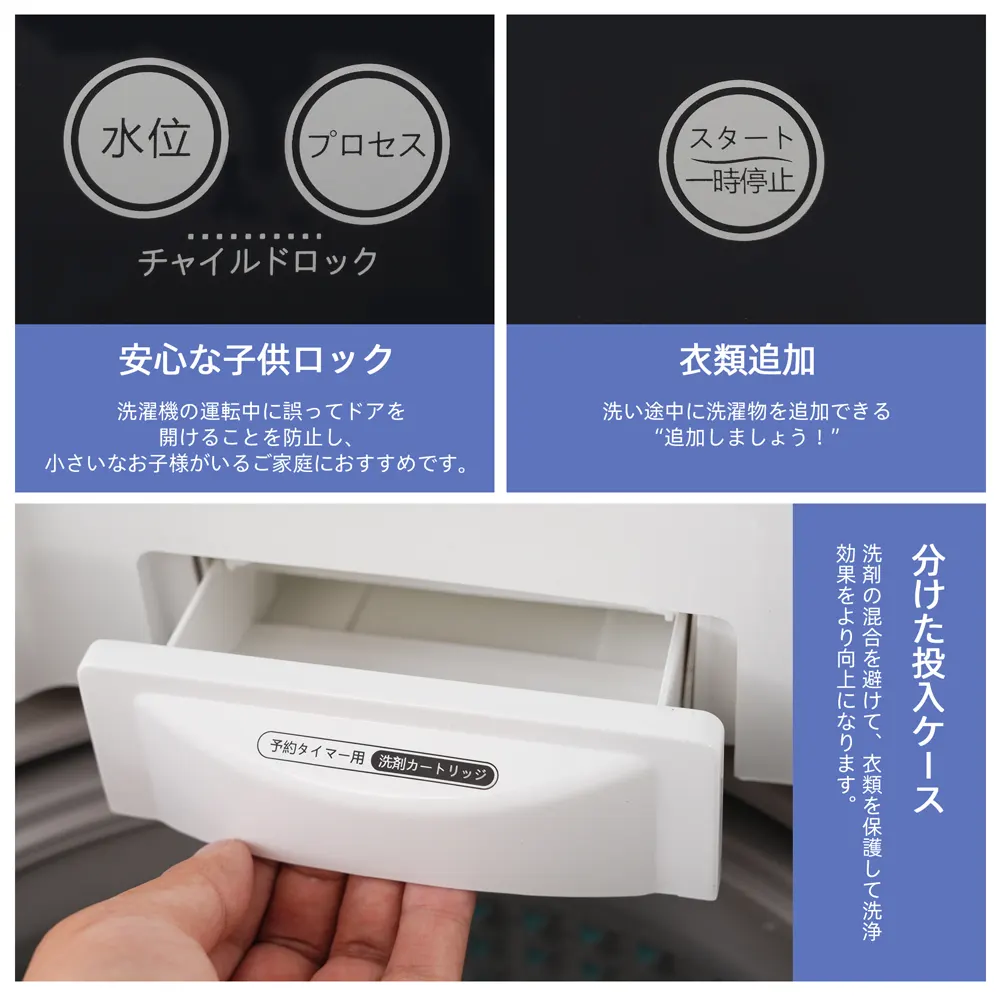 水位
プロセス
チャイルドロック
安心な子供ロック
洗濯機の運転中に誤ってドアを
開けることを防止し、
小さいなお子様がいるご家庭におすすめです。
スタート
一時停止
衣類追加
洗い途中に洗濯物を追加できる
“追加しましょう！”
予約タイマー用 洗剤カートリッジ
分けた投入ケース
洗剤の混合を避けて、衣類を保護して洗浄
効果をより向上になります。